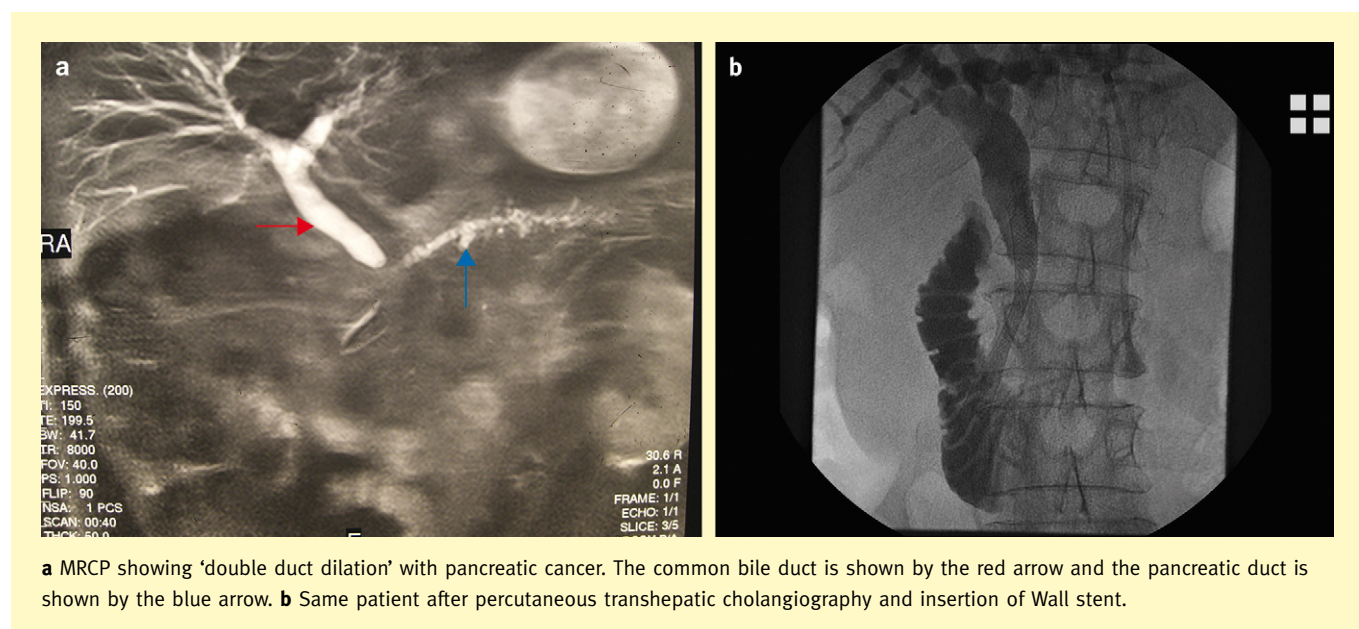 a
RA
EXPRESS. (200)
TI: 150
TE: 199.5
BW: 41.7
TR: 8000
FOV: 40.0
PS: 1.000
FLIP: 90
NSA: 1 PCS
SCAN: 00:40
THCK: 50.0
30.6 R
2.1 A
0.0 F
FRAME: 1/1
ECHO: 1/1
SLICE: 3/5
b
a MRCP showing ‘double duct dilation’ with pancreatic cancer. The common bile duct is shown by the red arrow and the pancreatic duct is
shown by the blue arrow. b Same patient after percutaneous transhepatic cholangiography and insertion of Wall stent.